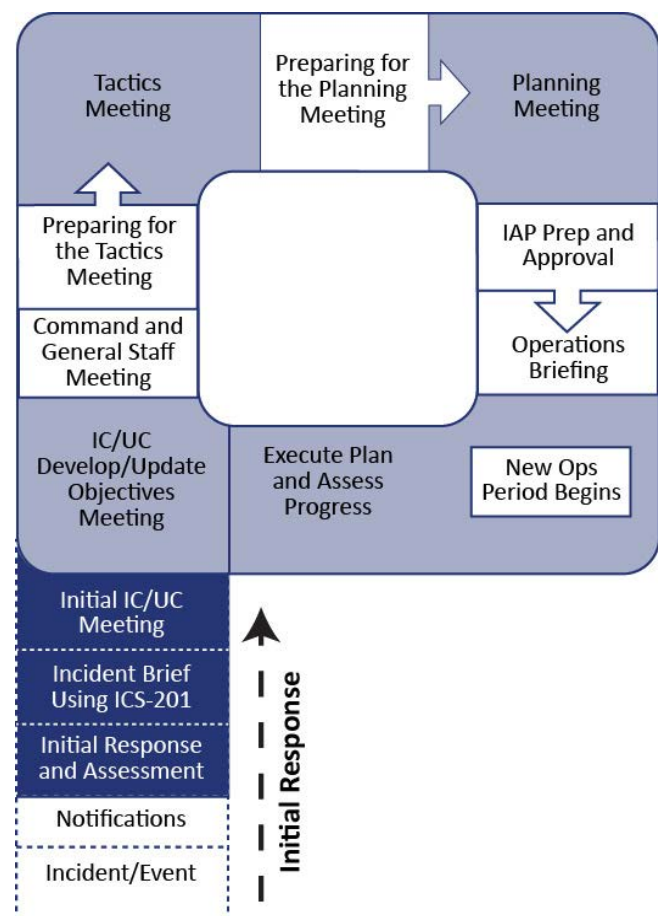 Tactics
Meeting
Preparing for
the Planning
Meeting
Planning
Meeting
Preparing for
the Tactics
Meeting
IAP Prep and
Approval
Command and
General Staff
Meeting
Operations
Briefing
IC/UC
Develop/Update
Objectives
Meeting
Execute Plan
and Assess
Progress
New Ops
Period Begins
Initial IC/UC
Meeting
Incident Brief
Using ICS-201
Initial Response
and Assessment
Notifications
Incident/Event
Initial Response